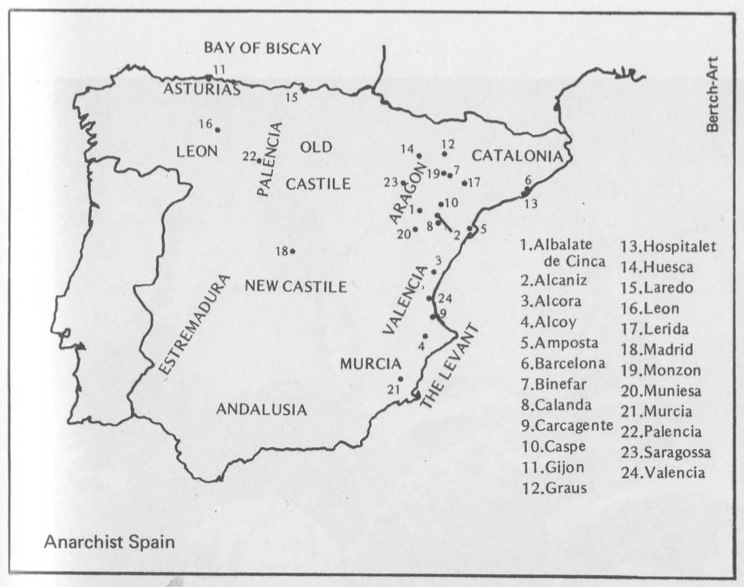 BAY OF BISCAY
11
ASTURIAS
15
16
LEON
22
PALENCIA
OLD
CASTILE
14
12
CATALONIA
19
7
17
23
ARAGON
6
13
1
10
8
20
2
5
18
NEW CASTILE
3
VALENCIA
24
9
4
ESTREMADURA
MURCIA
21
THE LEVANT
ANDALUSIA
1.Albalate
de Cinca
2.Alcaniz
3.Alcora
4.Alcoy
5.Amposta
6.Barcelona
7.Binefar
8.Calanda
9.Carcagente
10.Caspe
11.Gijon
12.Graus
13.Hospitalet
14.Huesca
15.Laredo
16.Leon
17.Lerida
18.Madrid
19.Monzon
20.Muniesa
21.Murcia
22.Palencia
23.Saragossa
24.Valencia
Bertch-Art
Anarchist Spain